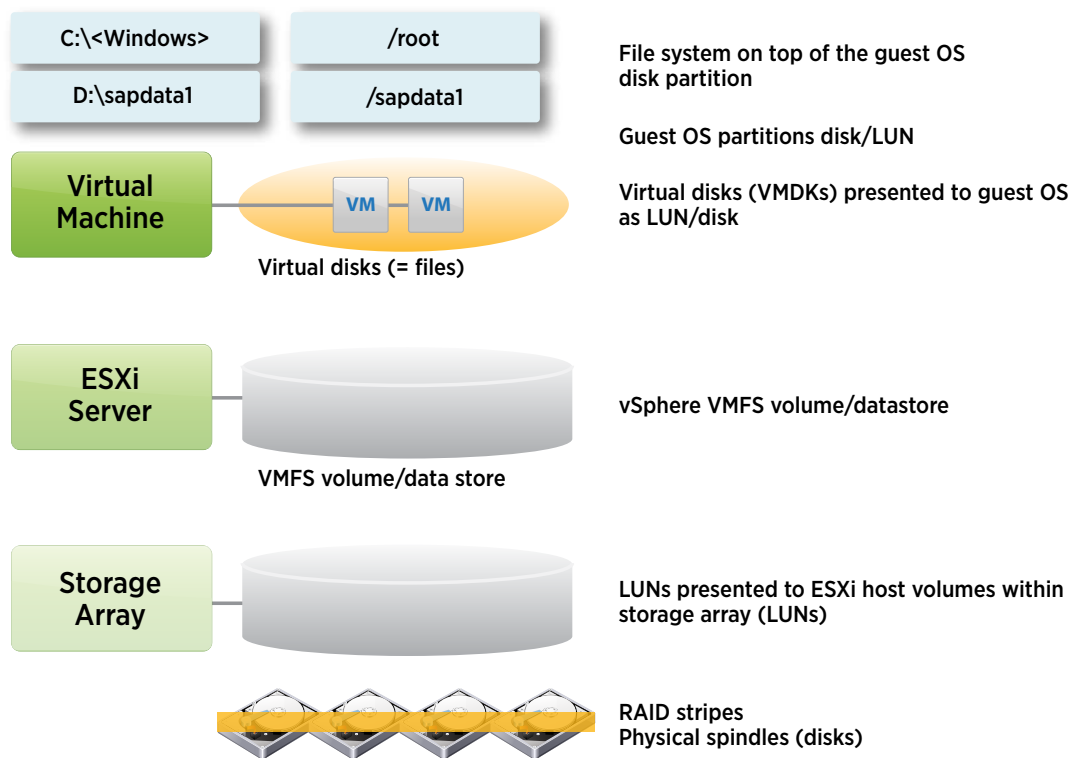 C:\<Windows>
/root
D:\sapdata1
/sapdata1
File system on top of the guest OS
disk partition
Guest OS partitions disk/LUN
Virtual
Machine
VM
VM
Virtual disks (= files)
Virtual disks (VMDKs) presented to guest OS
as LUN/disk
ESXi
Server
VMFS volume/data store
vSphere VMFS volume/datastore
Storage
Array
LUNs presented to ESXi host volumes within
storage array (LUNs)
RAID stripes
Physical spindles (disks)